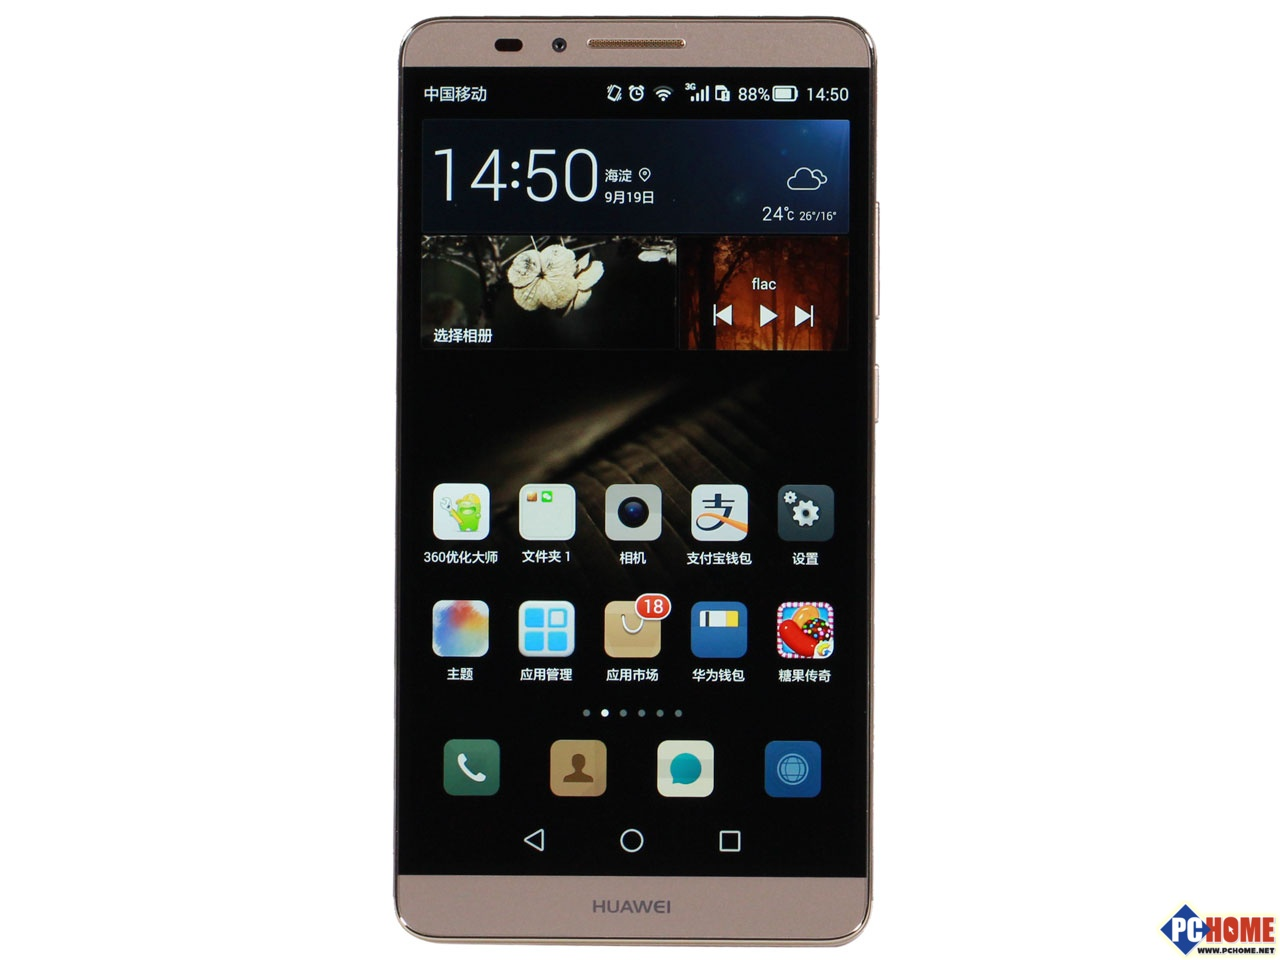 中国移动 3G 88% 14:50
14:50 海淀
9月19日
24°C 26°/16°
flac
选择相册
360优化大师 文件夹 1 相机 支付宝钱包 设置
18
主题 应用管理 应用市场 华为钱包 糖果传奇
HUAWEI
PCHOME
WWW.PCHOME.NET